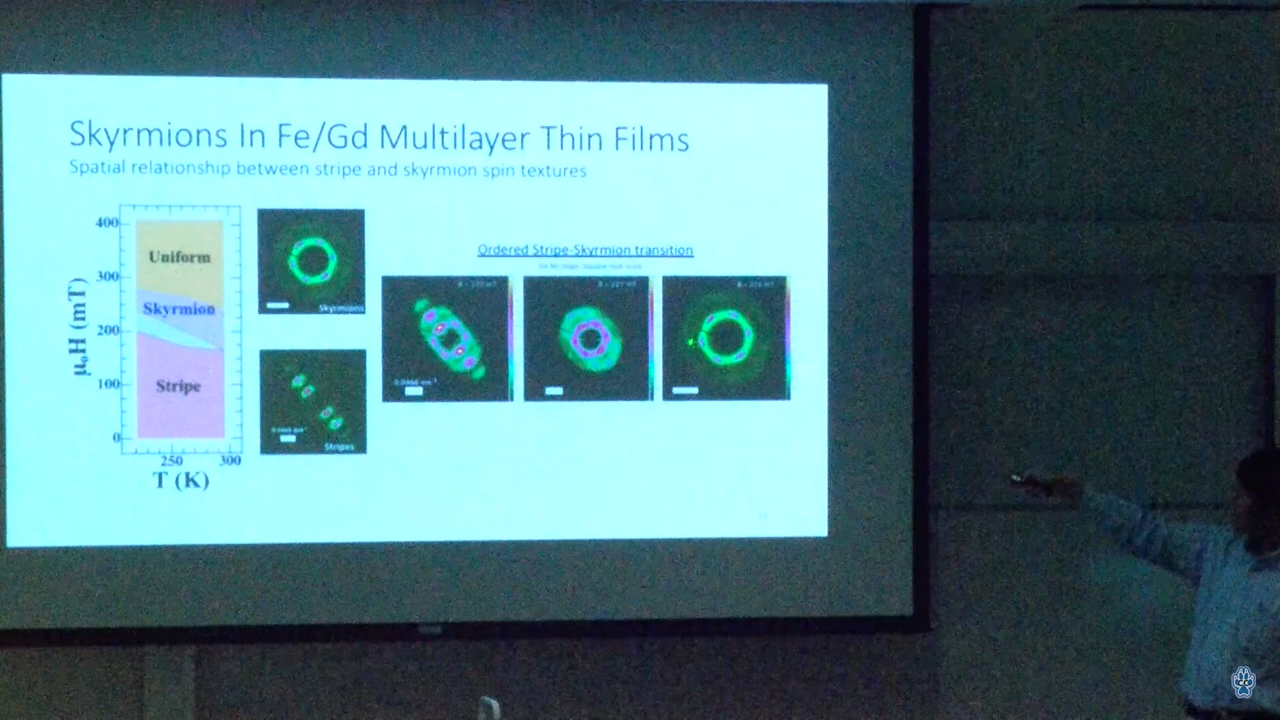 Skyrmions In Fe/Gd Multilayer Thin Films
Spatial relationship between stripe and skyrmion spin textures
400
300
200
100
0
μ₀H (mT)
Uniform
Skyrmion
Stripe
250 300
T (K)
Skyrmions
Stripes
Ordered Stripe-Skyrmion transition